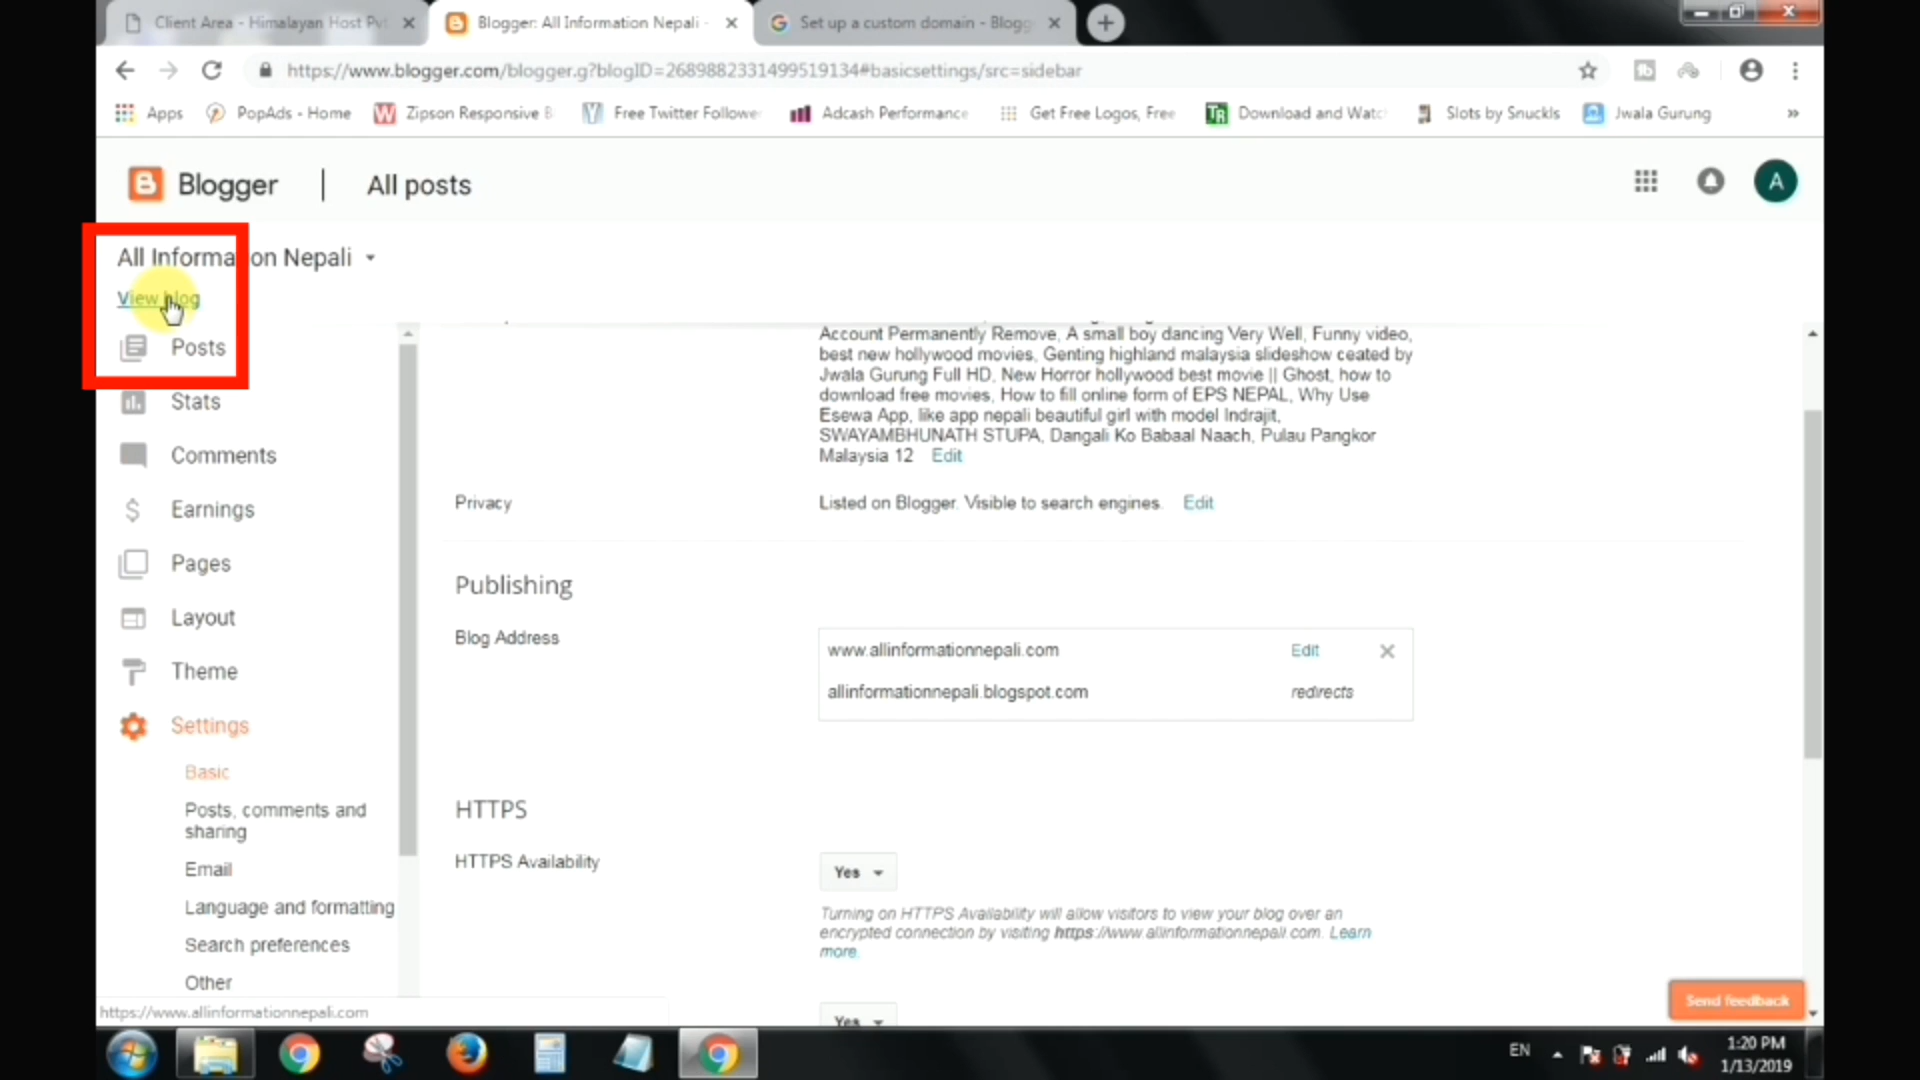 Client Area - Himalayan Host Pvt
Blogger: All Information Nepali -
Set up a custom domain - Blogg
https://www.blogger.com/blogger.g?blogID=2689882331499519134#basicsettings/src=sidebar
Apps
PopAds - Home
Zipson Responsive B
Free Twitter Follower
Adcash Performance
Get Free Logos, Free
Download and Watc
Slots by Snuckls
Jwala Gurung
»
Blogger | All posts
A
All Information Nepali
View blog
Posts
Stats
Comments
Earnings
Pages
Layout
Theme
Settings
Basic
Posts, comments and
sharing
Email
Language and formatting
Search preferences
Other
https://www.allinformationnepali.com
Account Permanently Remove, A small boy dancing Very Well, Funny video,
best new hollywood movies, Genting highland malaysia slideshow ceated by
Jwala Gurung Full HD, New Horror hollywood best movie || Ghost, how to
download free movies, How to fill online form of EPS NEPAL, Why Use
Esewa App, like app nepali beautiful girl with model Indrajit,
SWAYAMBHUNATH STUPA, Dangali Ko Babaal Naach, Pulau Pangkor
Malaysia 12 Edit
Privacy
Listed on Blogger. Visible to search engines. Edit
Publishing
Blog Address
www.allinformationnepali.com Edit
allinformationnepali.blogspot.com redirects
HTTPS
HTTPS Availability
Yes
Turning on HTTPS Availability will allow visitors to view your blog over an
encrypted connection by visiting https://www.allinformationnepali.com. Learn
more.
Yes
Send feedback
EN
1:20 PM
1/13/2019